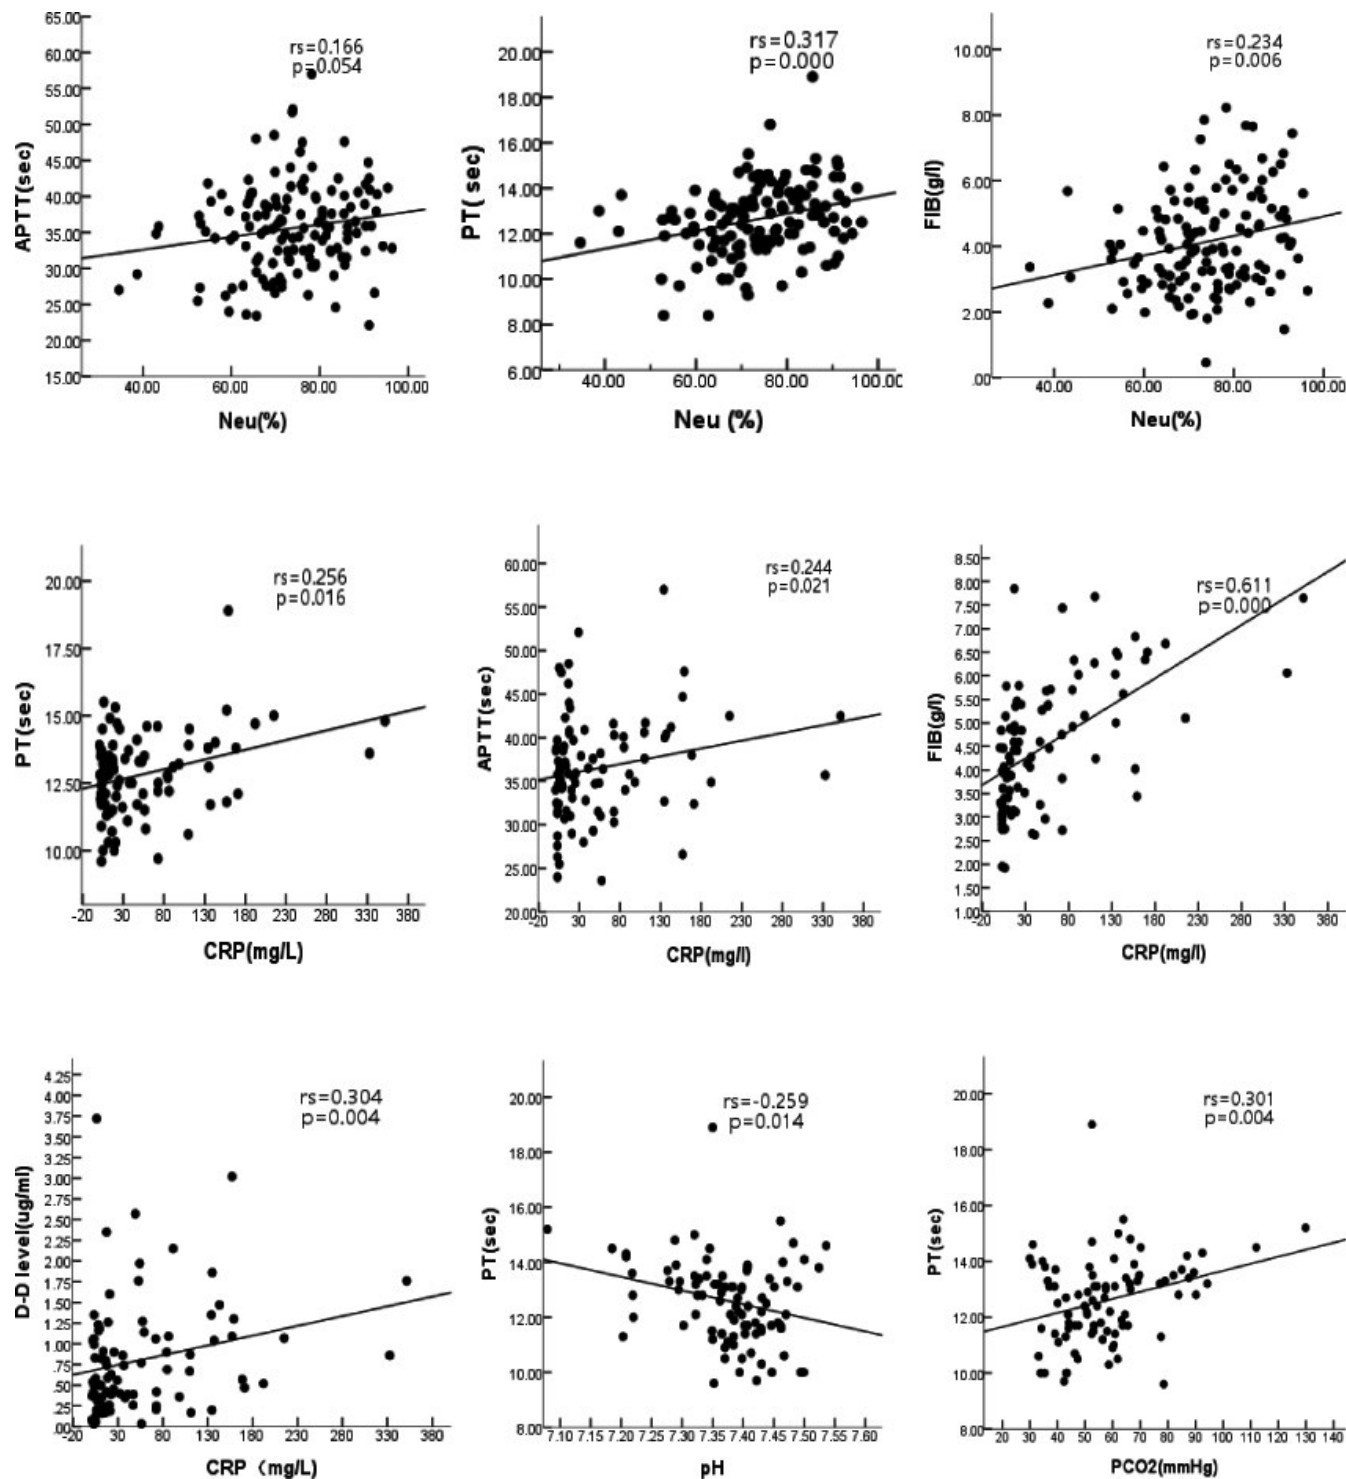 65.00
60.00
55.00
50.00
45.00
40.00
35.00
30.00
25.00
20.00
15.00
APTT(sec)
rs=0.166
p=0.054
40.00 60.00 80.00 100.00
Neu(%)
20.00
18.00
16.00
14.00
12.00
10.00
8.00
6.00
PT( sec)
rs=0.317
p=0.000
40.00 60.00 80.00 100.00
Neu (%)
10.00
8.00
6.00
4.00
2.00
.00
FIB(g/l)
rs=0.234
p=0.006
40.00 60.00 80.00 100.00
Neu(%)
20.00
17.50
15.00
12.50
10.00
PT(sec)
rs=0.256
p=0.016
-20 30 80 130 180 230 280 330 380
CRP(mg/L)
60.00
55.00
50.00
45.00
40.00
35.00
30.00
25.00
20.00
APTT(sec)
rs=0.244
p=0.021
-20 30 80 130 180 230 280 330 380
CRP(mg/l)
8.50
8.00
7.50
7.00
6.50
6.00
5.50
5.00
4.50
4.00
3.50
3.00
2.50
2.00
1.50
1.00
FIB(g/l)
rs=0.611
p=0.000
-20 30 80 130 180 230 280 330 380
CRP(mg/l)
4.25
4.00
3.75
3.50
3.25
3.00
2.75
2.50
2.25
2.00
1.75
1.50
1.25
1.00
.75
.50
.25
.00
D-D level(ug/ml)
rs=0.304
p=0.004
-20 30 80 130 180 230 280 330 380
CRP (mg/L)
20.00
18.00
16.00
14.00
12.00
10.00
8.00
PT(sec)
rs=-0.259
p=0.014
7.10 7.15 7.20 7.25 7.30 7.35 7.40 7.45 7.50 7.55 7.60
pH
20.00
18.00
16.00
14.00
12.00
10.00
8.00
PT(sec)
rs=0.301
p=0.004
20 30 40 50 60 70 80 90 100 110 120 130 140
PCO2(mmHg)